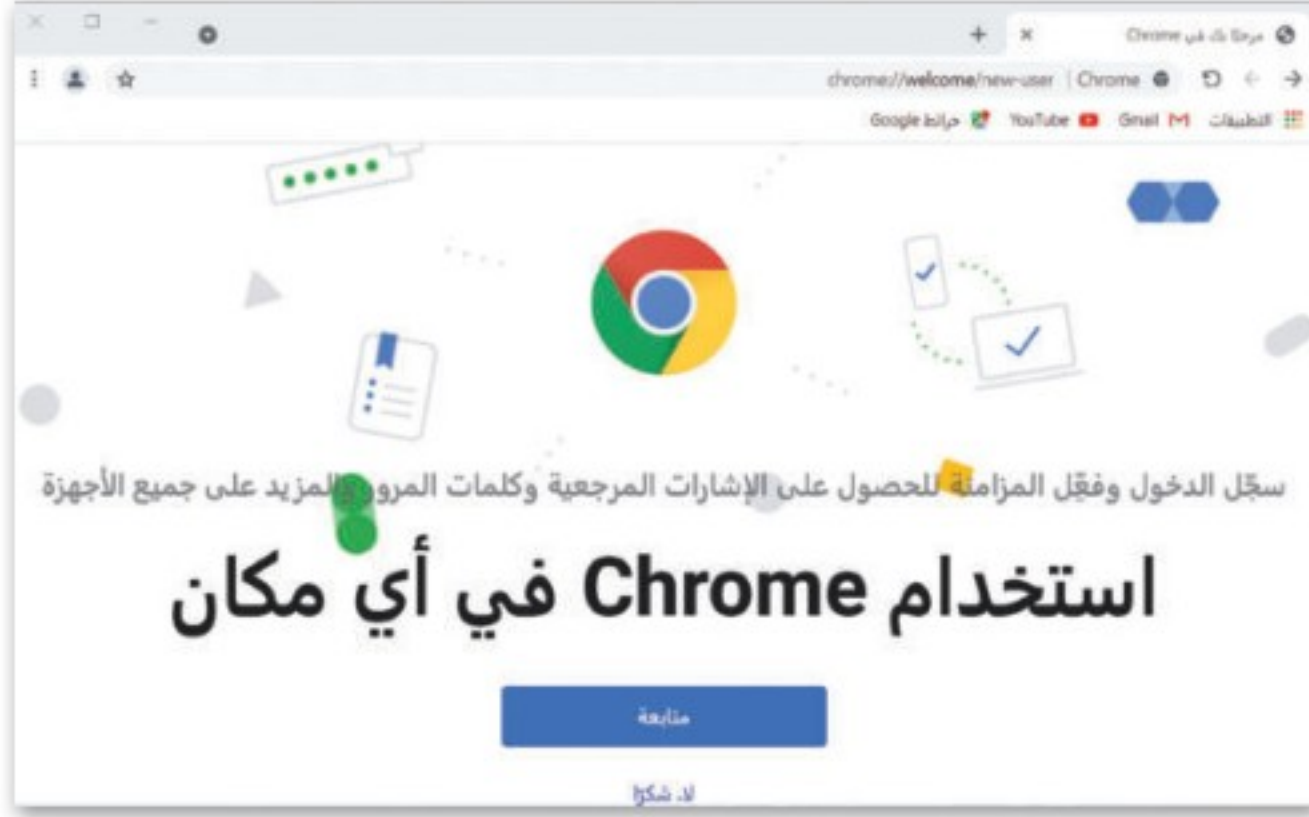 مرحبًا بك في Chrome
Chrome | chrome://welcome/new-user
التطبيقات Gmail YouTube خرائط Google
سجّل الدخول وفعّل المزامنة للحصول على الإشارات المرجعية وكلمات المرور والمزيد على جميع الأجهزة
استخدام Chrome في أي مكان
متابعة
لا، شكرًا